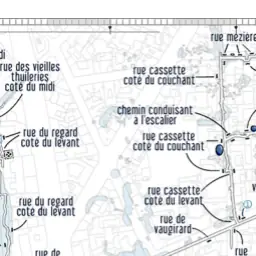 rue mézière
di
rue des vieilles
thuileries
coté du midi
rue cassette
coté du couchant
chemin conduisant
à l'escalier
rue du regard
coté du levant
rue cassette
coté du couchant
rue cassette
coté du levant
rue du regard
coté du levant
rue de
vaugirard
rue de
rue